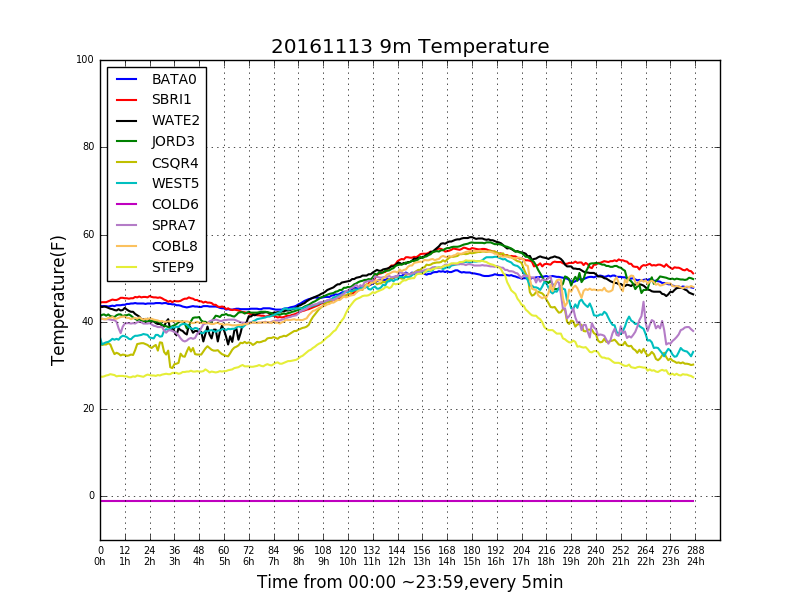 20161113 9m Temperature
100
80
60
40
20
0
Temperature(F)
BATA0
SBRI1
WATE2
JORD3
CSQR4
WEST5
COLD6
SPRA7
COBL8
STEP9
0 12 24 36 48 60 72 84 96 108 120 132 144 156 168 180 192 204 216 228 240 252 264 276 288
0h 1h 2h 3h 4h 5h 6h 7h 8h 9h 10h 11h 12h 13h 14h 15h 16h 17h 18h 19h 20h 21h 22h 23h 24h
Time from 00:00 ~23:59,every 5min